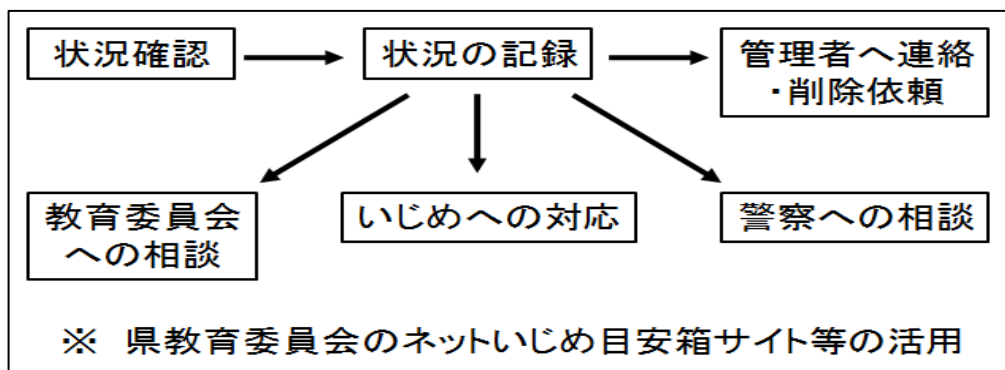 状況確認
状況の記録
管理者へ連絡
・削除依頼
教育委員会
への相談
いじめへの対応
警察への相談
※ 県教育委員会のネットいじめ目安箱サイト等の活用